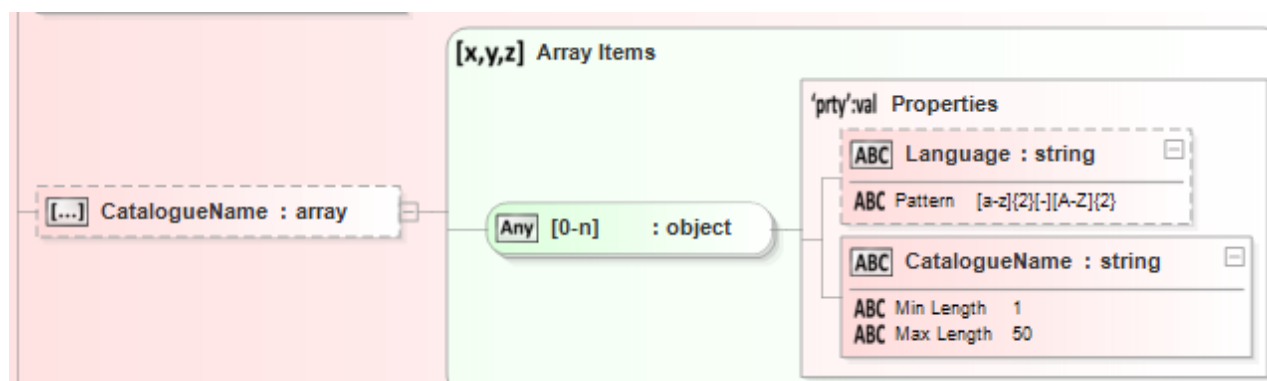 [x,y,z] Array Items
'prty':val Properties
ABC Language : string
ABC Pattern [a-z]{2}[-][A-Z]{2}
[...] CatalogueName : array
Any [0-n] : object
ABC CatalogueName : string
ABC Min Length 1
ABC Max Length 50